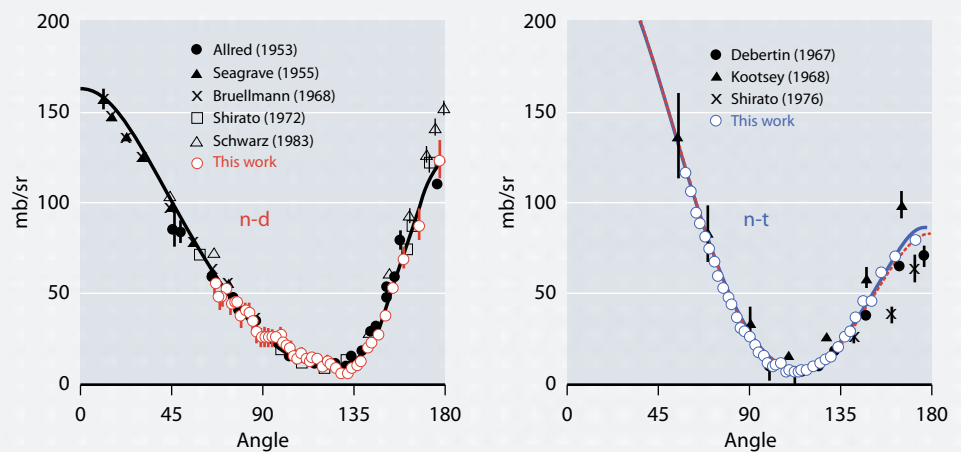 200
150
100
50
0
mb/sr
Allred (1953)
Seagrave (1955)
Bruellmann (1968)
Shirato (1972)
Schwarz (1983)
This work
n-d
0 45 90 135 180
Angle
200
150
100
50
0
mb/sr
Debertin (1967)
Kootsey (1968)
Shirato (1976)
This work
n-t
0 45 90 135 180
Angle